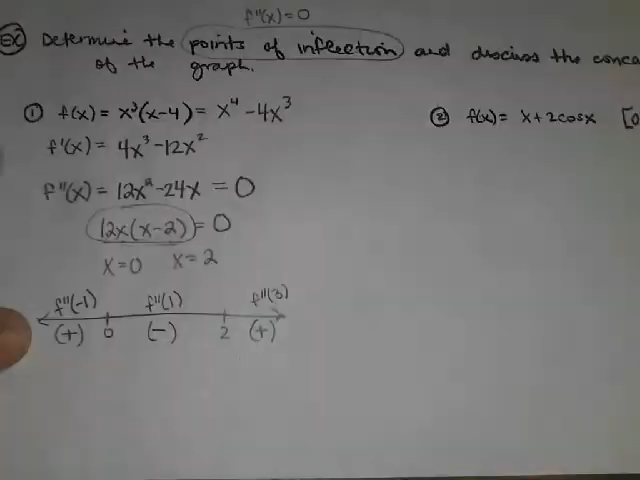 f''(x) = 0
Ex Determine the points of inflection and discuss the conca
of the graph.
① f(x) = x³(x-4) = x⁴ - 4x³
f'(x) = 4x³ - 12x²
f''(x) = 12x² - 24x = 0
12x(x-2) = 0
x=0 x=2
f''(-1) f''(1) f''(3)
(+) 0 (-) 2 (+)
② f(x) = x + 2cosx [0